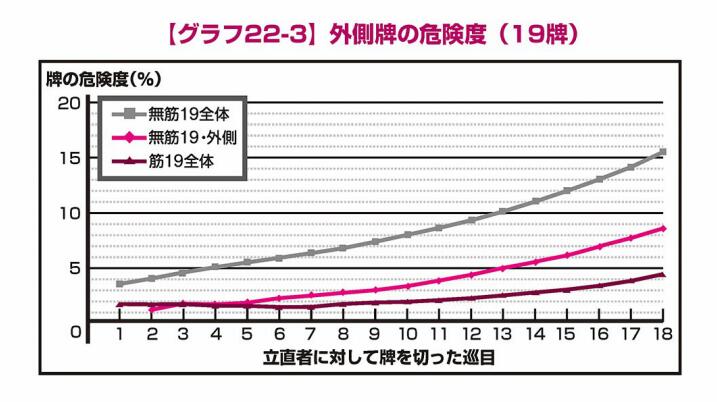 【グラフ22-3】外側牌の危険度（19牌）
牌の危険度(%)
20
15
10
5
0
無筋19全体
無筋19・外側
筋19全体
1 2 3 4 5 6 7 8 9 10 11 12 13 14 15 16 17 18
立直者に対して牌を切った巡目